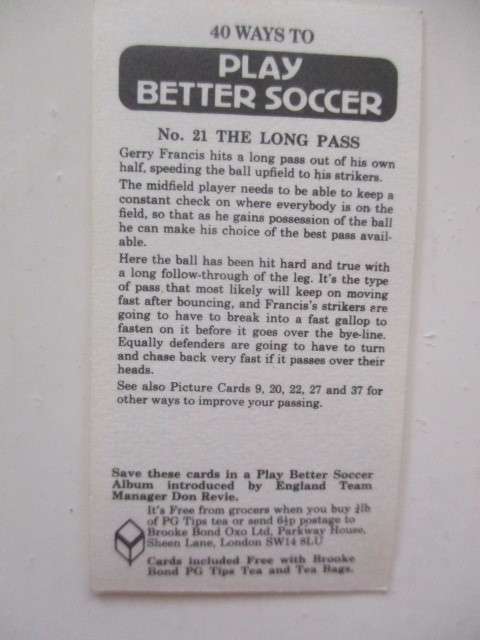 40 WAYS TO
PLAY
BETTER SOCCER
No. 21 THE LONG PASS
Gerry Francis hits a long pass out of his own
half, speeding the ball upfield to his strikers.
The midfield player needs to be able to keep a
constant check on where everybody is on the
field, so that as he gains possession of the ball
he can make his choice of the best pass avail-
able.
Here the ball has been hit hard and true with
a long follow-through of the leg. It's the type
of pass that most likely will keep on moving
fast after bouncing, and Francis's strikers are
going to have to break into a fast gallop to
fasten on it before it goes over the bye-line.
Equally defenders are going to have to turn
and chase back very fast if it passes over their
heads.
See also Picture Cards 9, 20, 22, 27 and 37 for
other ways to improve your passing.
Save these cards in a Play Better Soccer
Album introduced by England Team
Manager Don Revie.
It's Free from grocers when you buy ¼lb
of PG Tips tea or send 6½p postage to
Brooke Bond Oxo Ltd, Parkway House,
Sheen Lane, London SW14 8LU
Cards included Free with Brooke
Bond PG Tips Tea and Tea Bags.